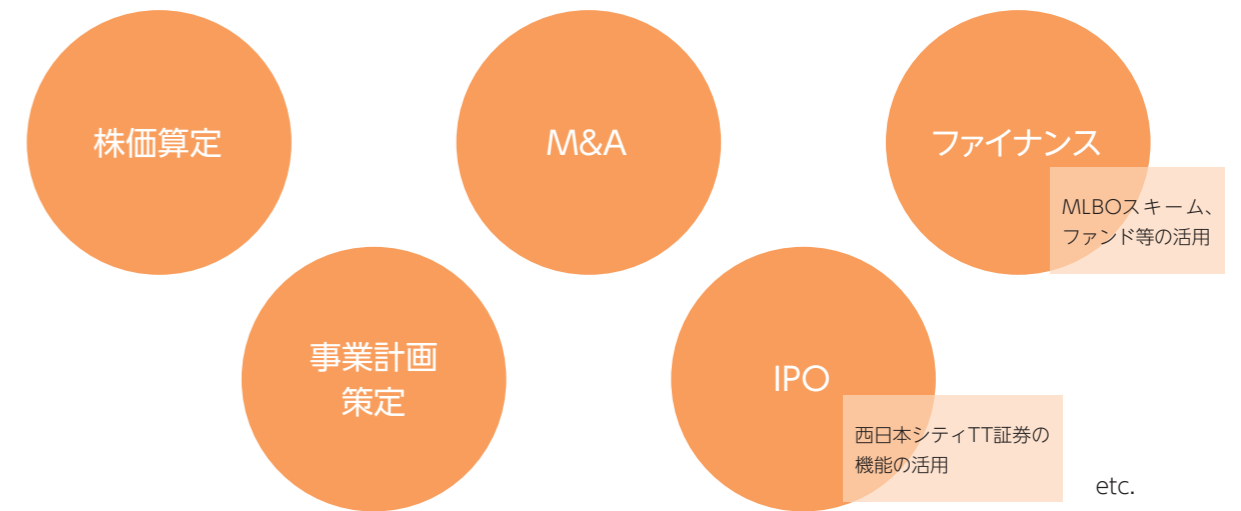 株価算定
M&A
ファイナンス
MLBOスキーム、
ファンド等の活用
事業計画
策定
IPO
西日本シティTT証券の
機能の活用
etc.